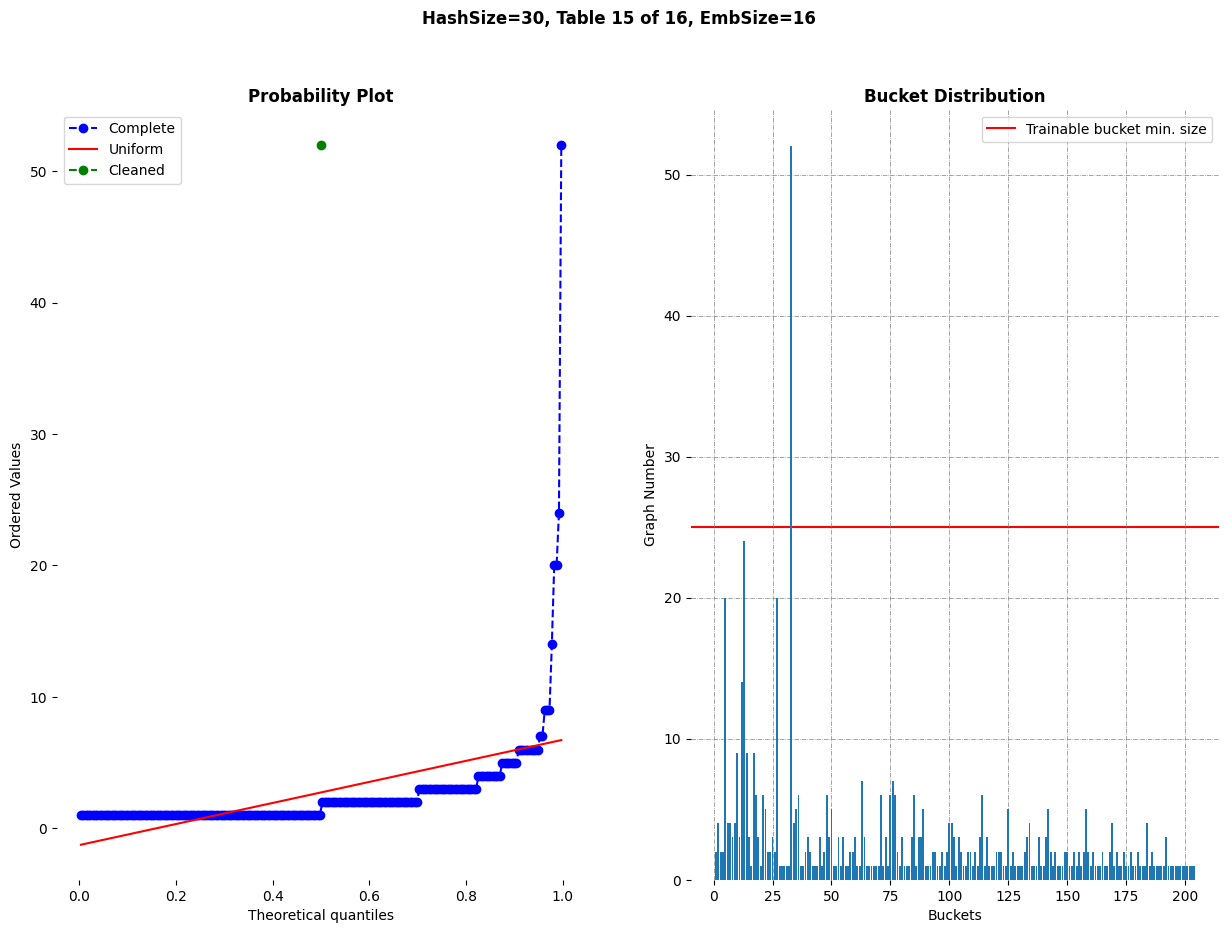 HashSize=30, Table 15 of 16, EmbSize=16
Probability Plot
Complete
Uniform
Cleaned
50
40
30
20
10
0
Ordered Values
0.0 0.2 0.4 0.6 0.8 1.0
Theoretical quantiles
Bucket Distribution
Trainable bucket min. size
50
40
30
20
10
0
Graph Number
0 25 50 75 100 125 150 175 200
Buckets